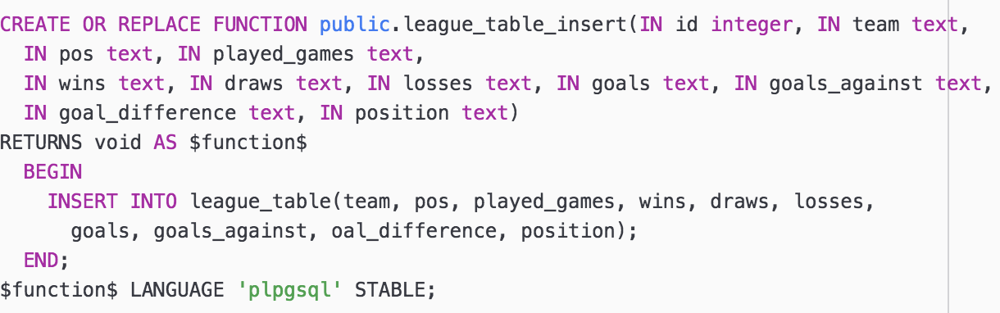 CREATE OR REPLACE FUNCTION public.league_table_insert(IN id integer, IN team text,
IN pos text, IN played_games text,
IN wins text, IN draws text, IN losses text, IN goals text, IN goals_against text,
IN goal_difference text, IN position text)
RETURNS void AS $function$
BEGIN
INSERT INTO league_table(team, pos, played_games, wins, draws, losses,
goals, goals_against, oal_difference, position);
END;
$function$ LANGUAGE 'plpgsql' STABLE;